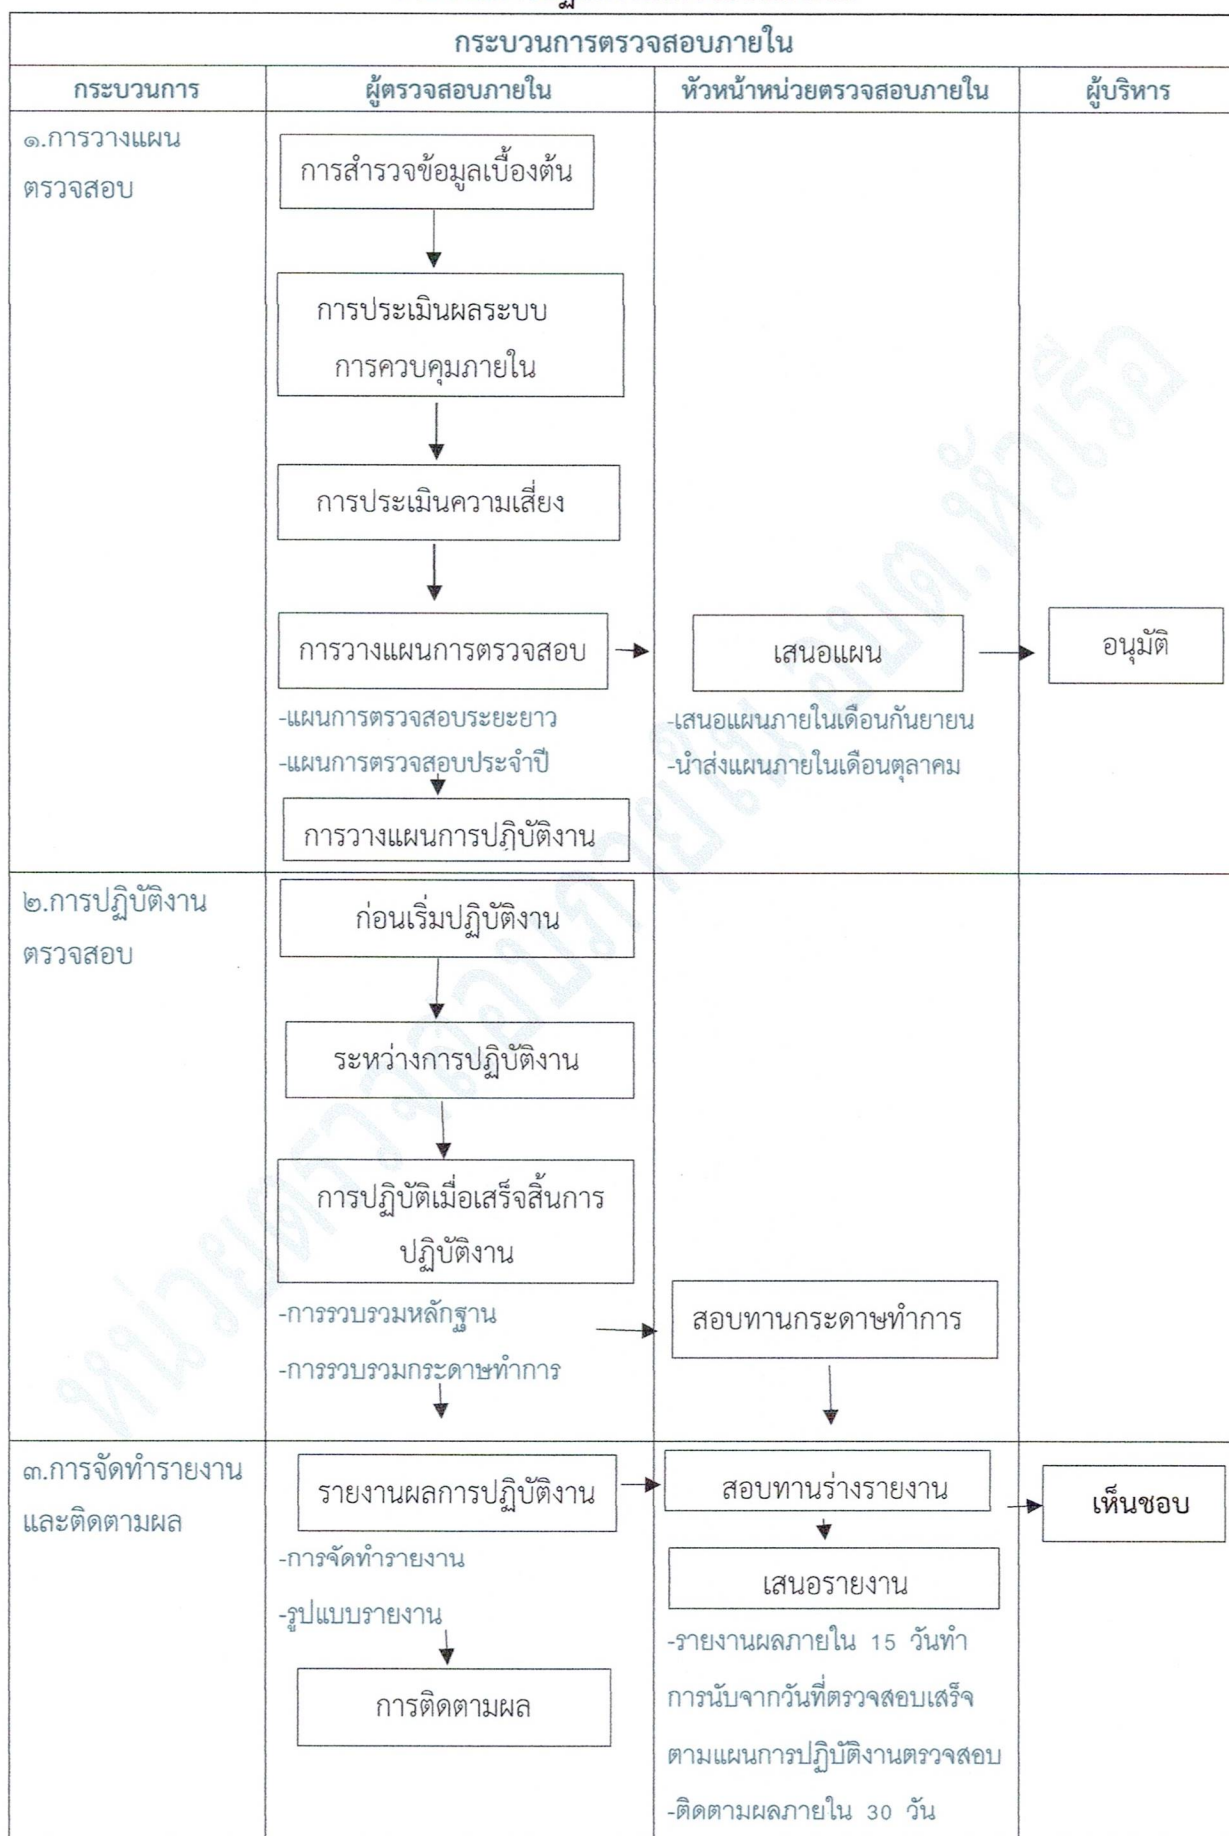 กระบวนการตรวจสอบภายใน
กระบวนการ
ผู้ตรวจสอบภายใน
หัวหน้าหน่วยตรวจสอบภายใน
ผู้บริหาร
๑.การวางแผน
ตรวจสอบ
การสำรวจข้อมูลเบื้องต้น
การประเมินผลระบบ
การควบคุมภายใน
การประเมินความเสี่ยง
การวางแผนการตรวจสอบ
เสนอแผน
อนุมัติ
-แผนการตรวจสอบระยะยาว
-แผนการตรวจสอบประจำปี
-เสนอแผนภายในเดือนกันยายน
-นำส่งแผนภายในเดือนตุลาคม
การวางแผนการปฏิบัติงาน
๒.การปฏิบัติงาน
ตรวจสอบ
ก่อนเริ่มปฏิบัติงาน
ระหว่างการปฏิบัติงาน
การปฏิบัติเมื่อเสร็จสิ้นการ
ปฏิบัติงาน
-การรวบรวมหลักฐาน
-การรวบรวมกระดาษทำการ
สอบทานกระดาษทำการ
๓.การจัดทำรายงาน
และติดตามผล
รายงานผลการปฏิบัติงาน
สอบทานร่างรายงาน
เห็นชอบ
-การจัดทำรายงาน
-รูปแบบรายงาน
เสนอรายงาน
การติดตามผล
-รายงานผลภายใน 15 วันทำ
การนับจากวันที่ตรวจสอบเสร็จ
ตามแผนการปฏิบัติงานตรวจสอบ
-ติดตามผลภายใน 30 วัน
หน่วยตรวจสอบภายใน อบต.หัวเรือ